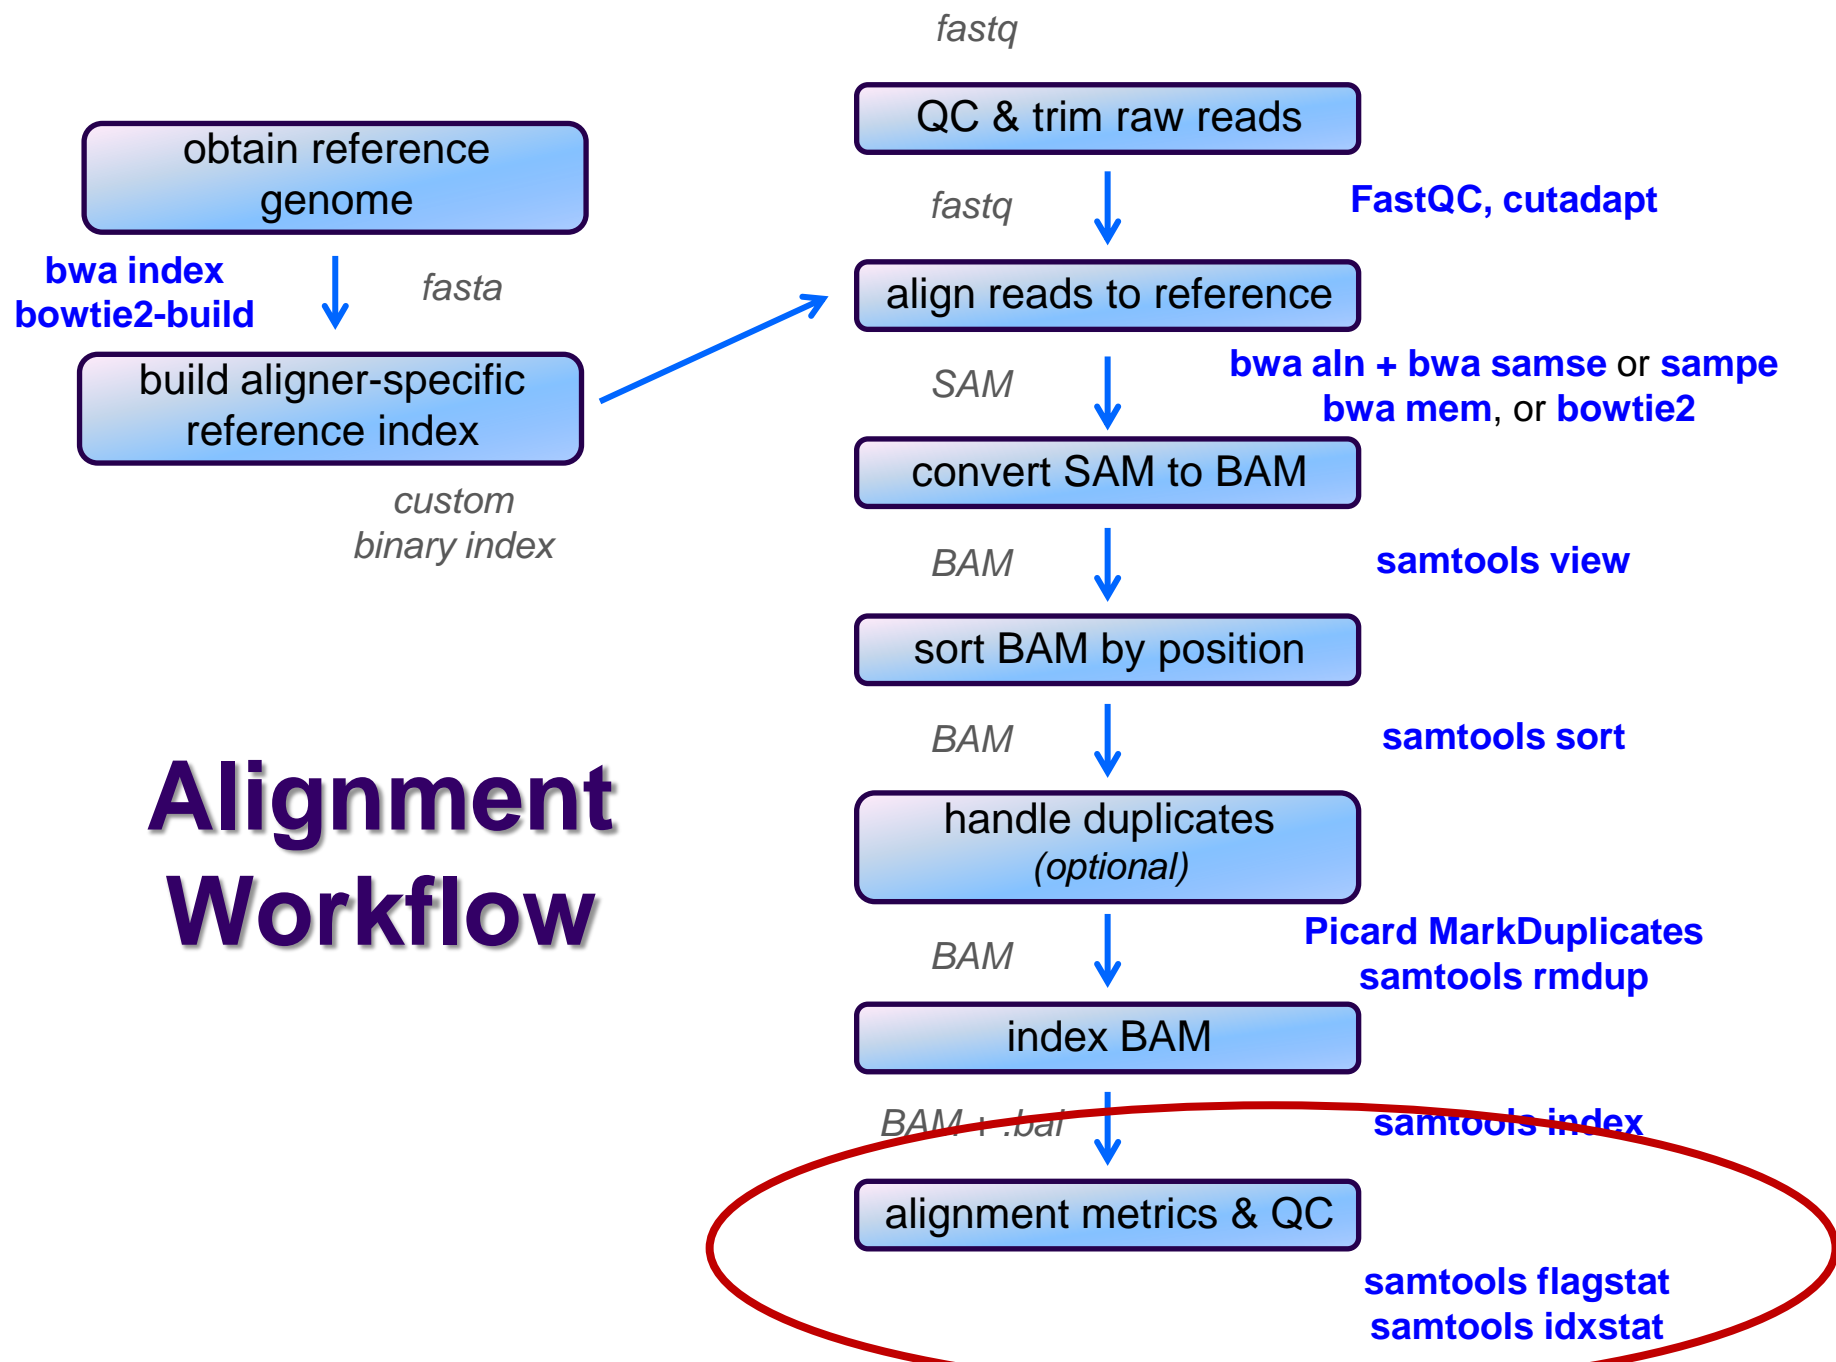 fastq
QC & trim raw reads
obtain reference
genome
fastq
FastQC, cutadapt
bwa index
bowtie2-build
fasta
align reads to reference
build aligner-specific
reference index
SAM
bwa aln + bwa samse or sampe
bwa mem, or bowtie2
convert SAM to BAM
custom
binary index
BAM
samtools view
sort BAM by position
BAM
samtools sort
Alignment
Workflow
handle duplicates
(optional)
BAM
Picard MarkDuplicates
samtools rmdup
index BAM
BAM + .bai
samtools index
alignment metrics & QC
samtools flagstat
samtools idxstat